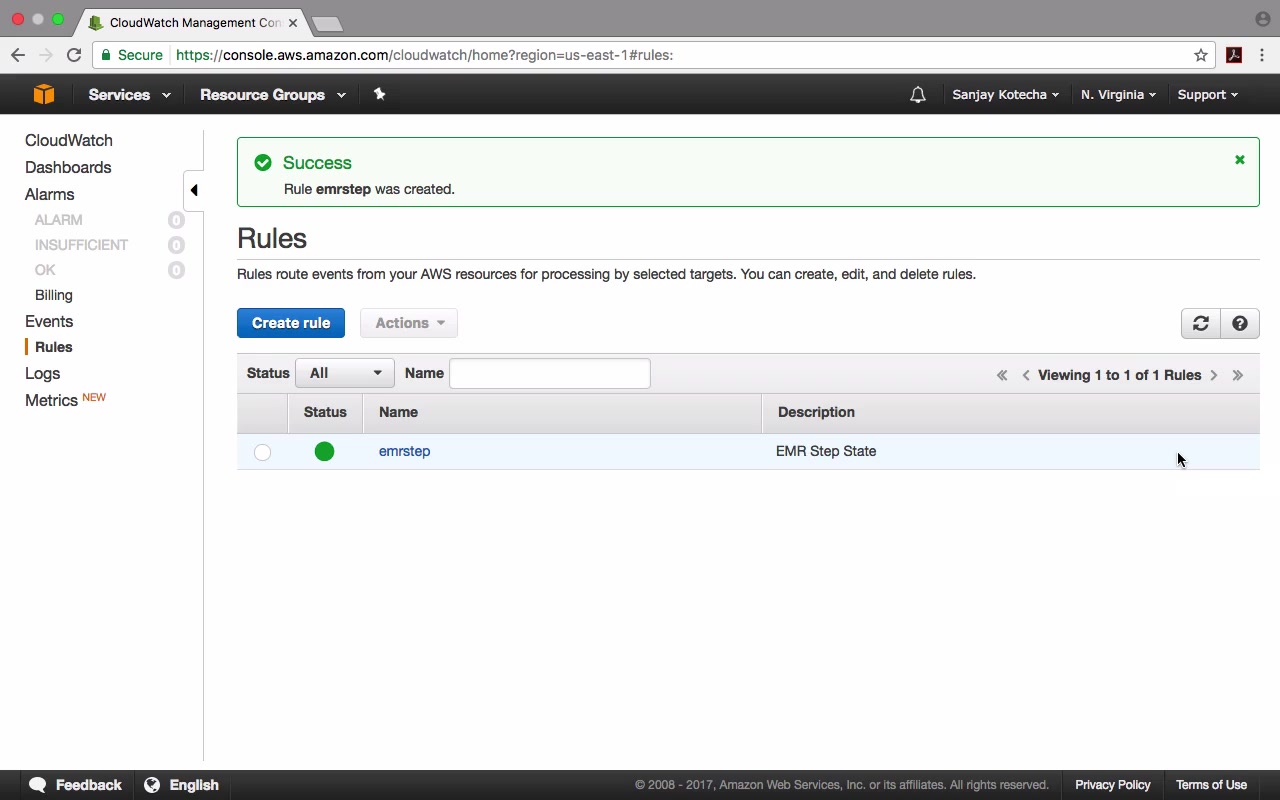 CloudWatch Management Con
Secure
https://console.aws.amazon.com/cloudwatch/home?region=us-east-1#rules:
Services
Resource Groups
Sanjay Kotecha
N. Virginia
Support
CloudWatch
Dashboards
Alarms
ALARM 0
INSUFFICIENT 0
OK 0
Billing
Events
Rules
Logs
Metrics NEW
Success
Rule emrstep was created.
Rules
Rules route events from your AWS resources for processing by selected targets. You can create, edit, and delete rules.
Create rule
Actions
Status All Name
« < Viewing 1 to 1 of 1 Rules > »
Status Name Description
emrstep EMR Step State
Feedback
English
© 2008 - 2017, Amazon Web Services, Inc. or its affiliates. All rights reserved.
Privacy Policy
Terms of Use